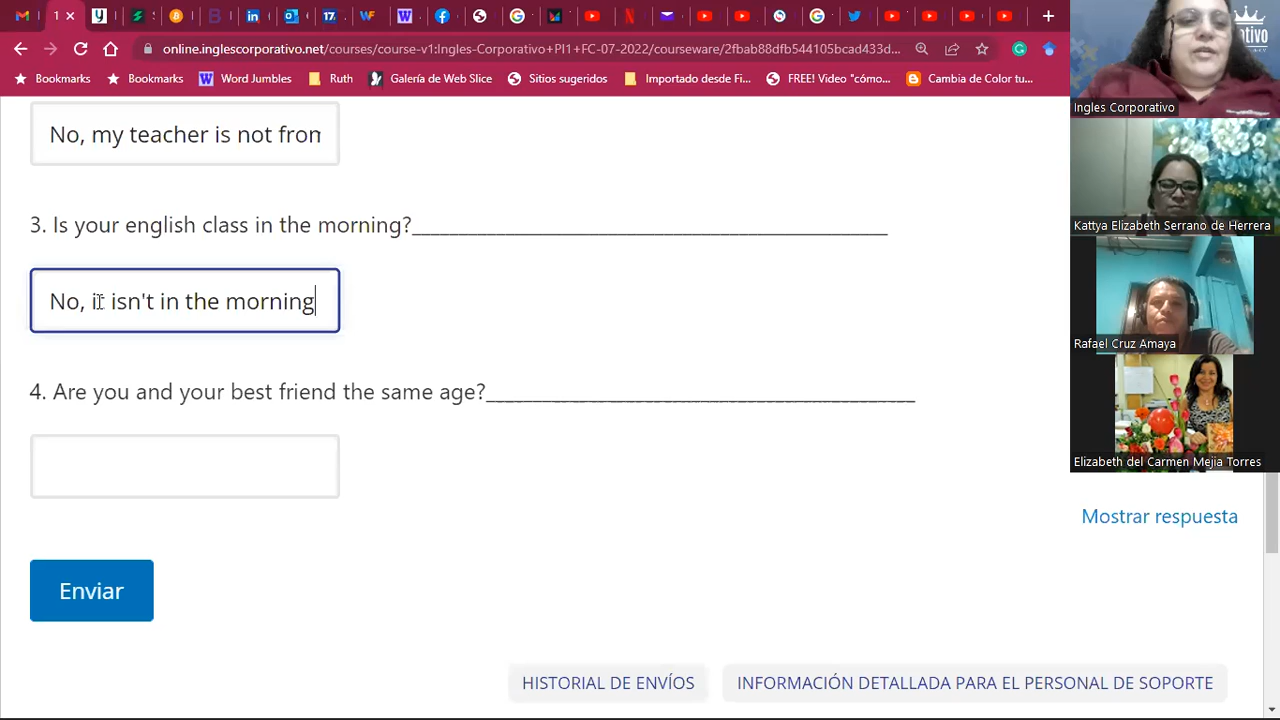 1
17
online.inglescorporativo.net/courses/course-v1:Ingles-Corporativo+PI1+FC-07-2022/courseware/2fbab88dfb544105bcad433d...
Bookmarks
Bookmarks
Word Jumbles
Ruth
Galería de Web Slice
Sitios sugeridos
Importado desde Fi...
FREE! Video "cómo...
Cambia de Color tu...
No, my teacher is not from
3. Is your english class in the morning?
No, it isn't in the morning
4. Are you and your best friend the same age?
Mostrar respuesta
Enviar
HISTORIAL DE ENVÍOS
INFORMACIÓN DETALLADA PARA EL PERSONAL DE SOPORTE
Ingles Corporativo
Kattya Elizabeth Serrano de Herrera
Rafael Cruz Amaya
Elizabeth del Carmen Mejia Torres